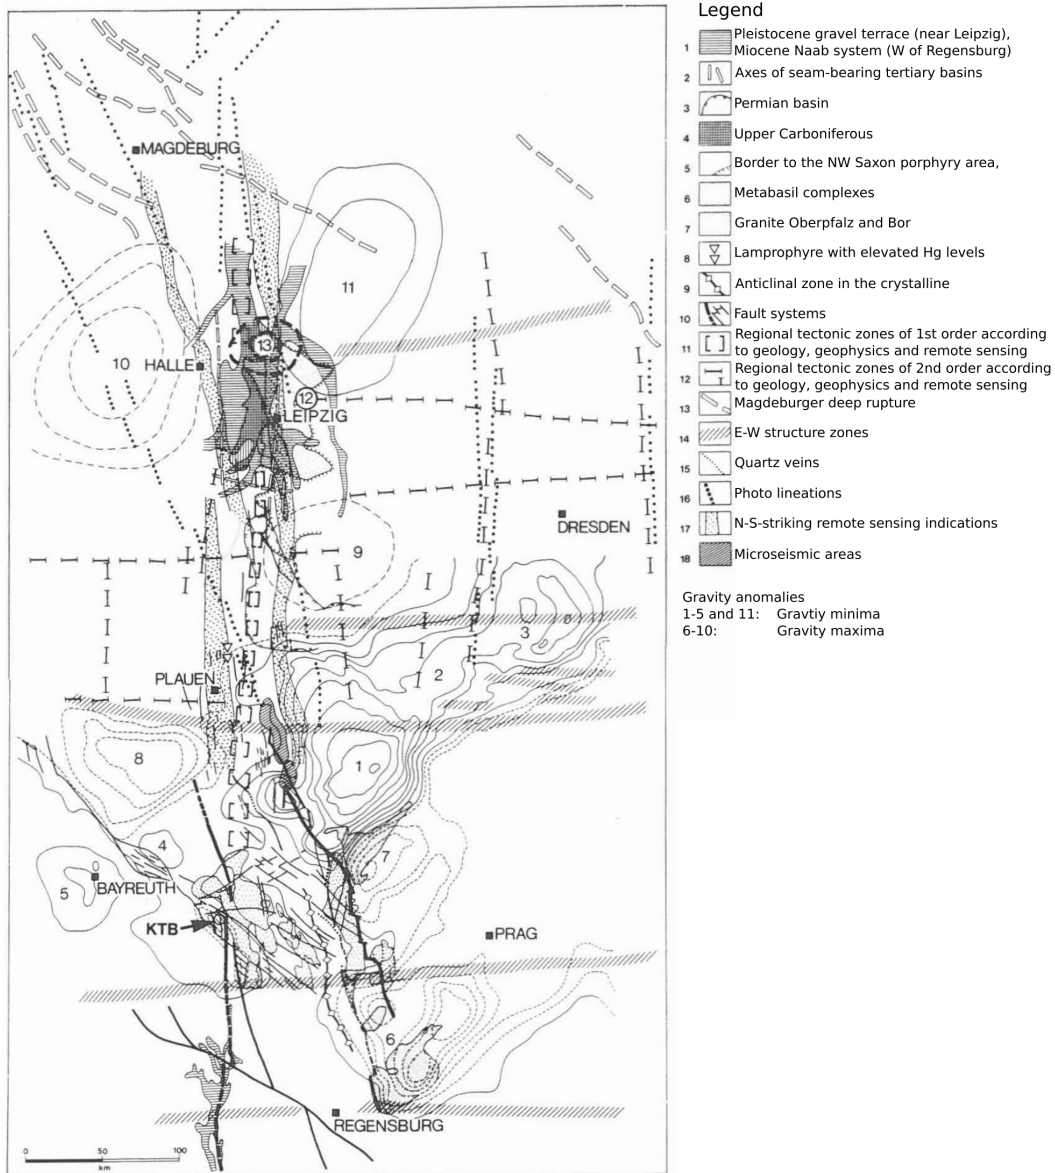 Legend
1 Pleistocene gravel terrace (near Leipzig),
Miocene Naab system (W of Regensburg)
2 Axes of seam-bearing tertiary basins
3 Permian basin
4 Upper Carboniferous
5 Border to the NW Saxon porphyry area,
6 Metabasil complexes
7 Granite Oberpfalz and Bor
8 Lamprophyre with elevated Hg levels
9 Anticlinal zone in the crystalline
10 Fault systems
11 Regional tectonic zones of 1st order according
to geology, geophysics and remote sensing
12 Regional tectonic zones of 2nd order according
to geology, geophysics and remote sensing
13 Magdeburger deep rupture
14 E-W structure zones
15 Quartz veins
16 Photo lineations
17 N-S-striking remote sensing indications
18 Microseismic areas
Gravity anomalies
1-5 and 11: Gravtiy minima
6-10: Gravity maxima
MAGDEBURG
11
13
10
HALLE
12
LEIPZIG
DRESDEN
9
3
2
PLAUEN
8
1
4
7
5
BAYREUTH
KTB
PRAG
6
REGENSBURG
0 50 100
km